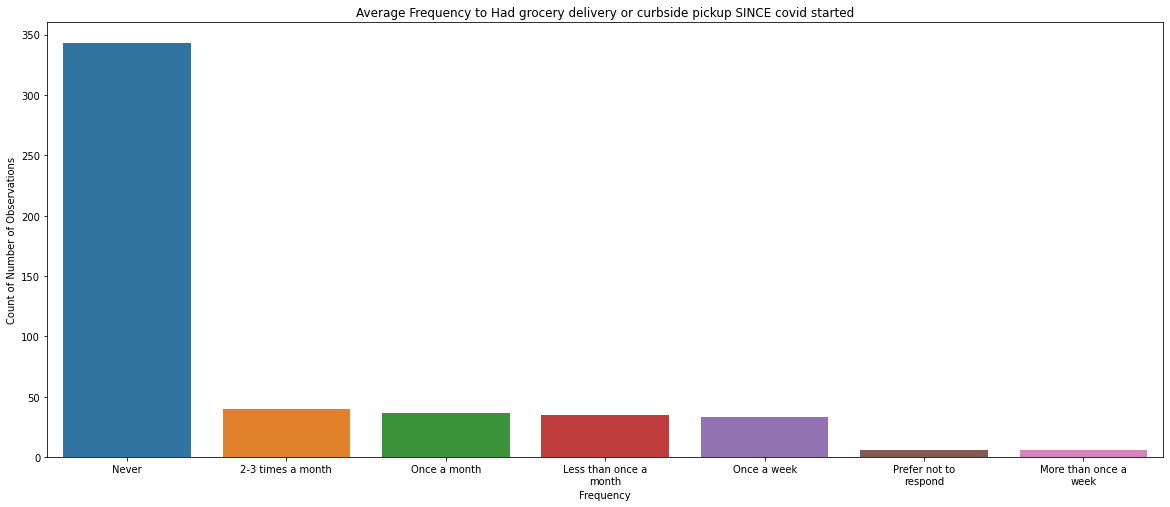 Average Frequency to Had grocery delivery or curbside pickup SINCE covid started
Count of Number of Observations
350
300
250
200
150
100
50
0
Never
2-3 times a month
Once a month
Less than once a
month
Once a week
Prefer not to
respond
More than once a
week
Frequency